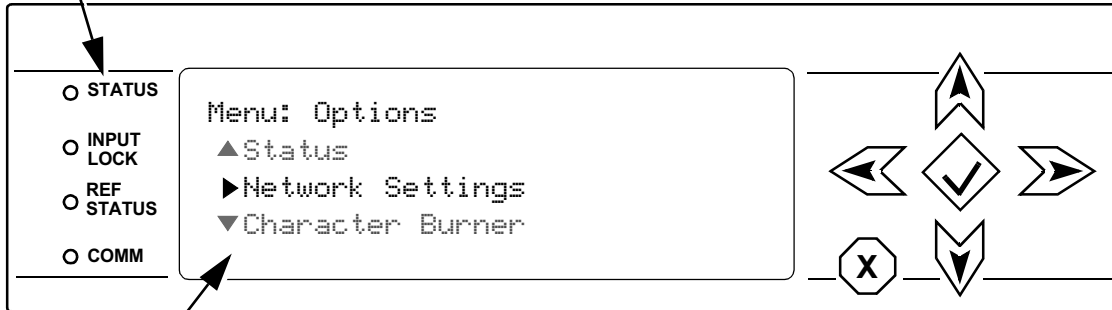 STATUS
INPUT
LOCK
REF
STATUS
COMM
Menu: Options
▲Status
▶Network Settings
▼Character Burner
X